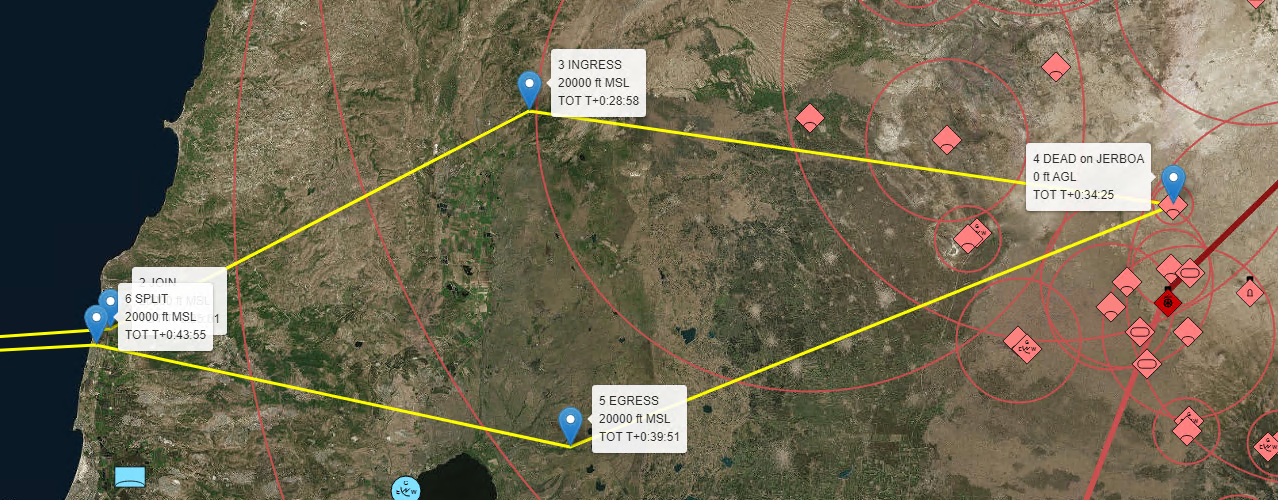 3 INGRESS
20000 ft MSL
TOT T+0:28:58
4 DEAD on JERBOA
0 ft AGL
TOT T+0:34:25
2 JOIN
ft MSL
6 SPLIT
20000 ft MSL
TOT T+0:43:55
5 EGRESS
20000 ft MSL
TOT T+0:39:51